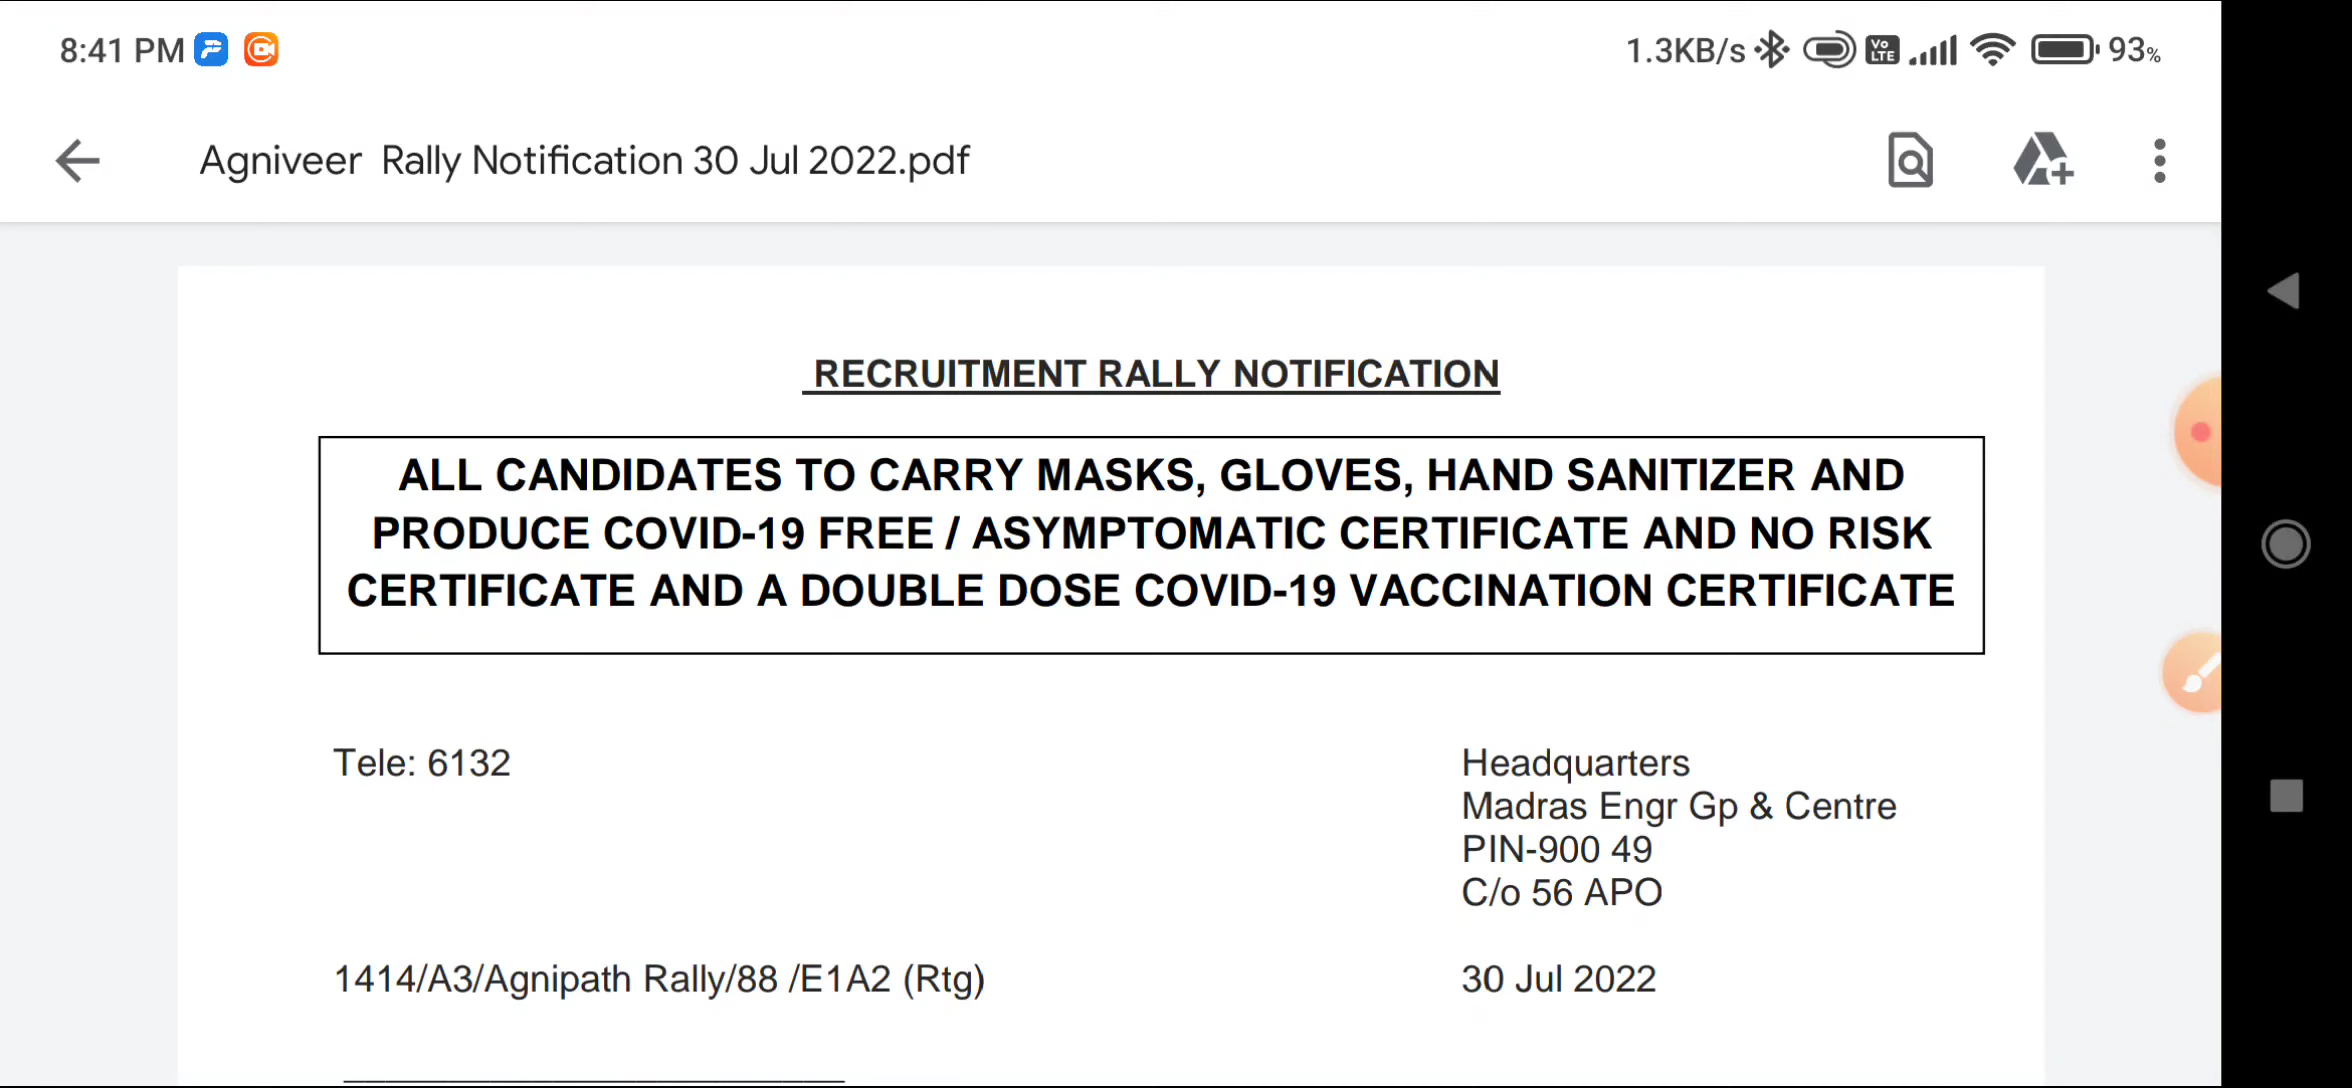 8:41 PM
1.3KB/s Vo LTE 93%
Agniveer Rally Notification 30 Jul 2022.pdf
RECRUITMENT RALLY NOTIFICATION
ALL CANDIDATES TO CARRY MASKS, GLOVES, HAND SANITIZER AND
PRODUCE COVID-19 FREE / ASYMPTOMATIC CERTIFICATE AND NO RISK
CERTIFICATE AND A DOUBLE DOSE COVID-19 VACCINATION CERTIFICATE
Tele: 6132
Headquarters
Madras Engr Gp & Centre
PIN-900 49
C/o 56 APO
1414/A3/Agnipath Rally/88 /E1A2 (Rtg)
30 Jul 2022